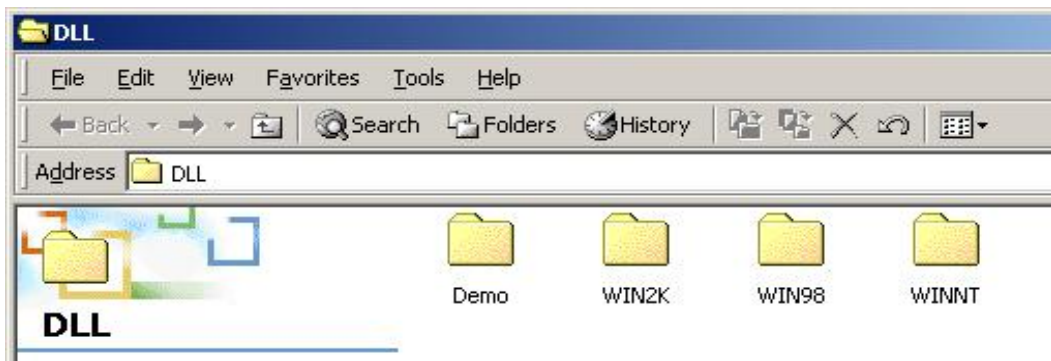 DLL
File Edit View Favorites Tools Help
Back Search Folders History
Address DLL
Demo WIN2K WIN98 WINNT
DLL